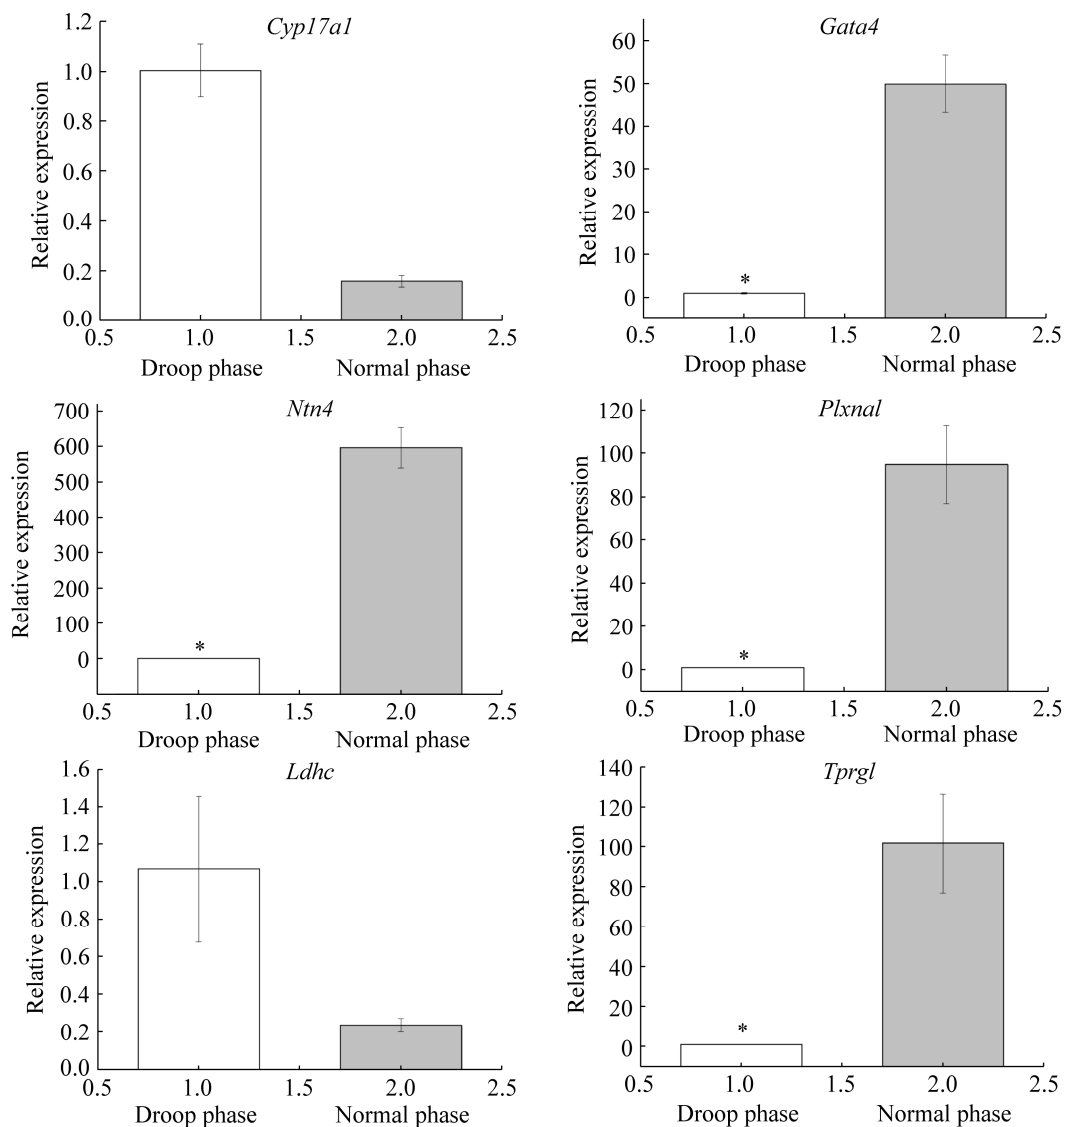 Cyp17a1
Relative expression
1.2
1.0
0.8
0.6
0.4
0.2
0.0
0.5 1.0 1.5 2.0 2.5
Droop phase Normal phase
Gata4
Relative expression
60
50
40
30
20
10
0
0.5 1.0 1.5 2.0 2.5
Droop phase Normal phase
*
Ntn4
Relative expression
700
600
500
400
300
200
100
0
0.5 1.0 1.5 2.0 2.5
Droop phase Normal phase
*
Plxnal
Relative expression
120
100
80
60
40
20
0
0.5 1.0 1.5 2.0 2.5
Droop phase Normal phase
*
Ldhc
Relative expression
1.6
1.4
1.2
1.0
0.8
0.6
0.4
0.2
0.0
0.5 1.0 1.5 2.0 2.5
Droop phase Normal phase
Tprgl
Relative expression
140
120
100
80
60
40
20
0
0.5 1.0 1.5 2.0 2.5
Droop phase Normal phase
*